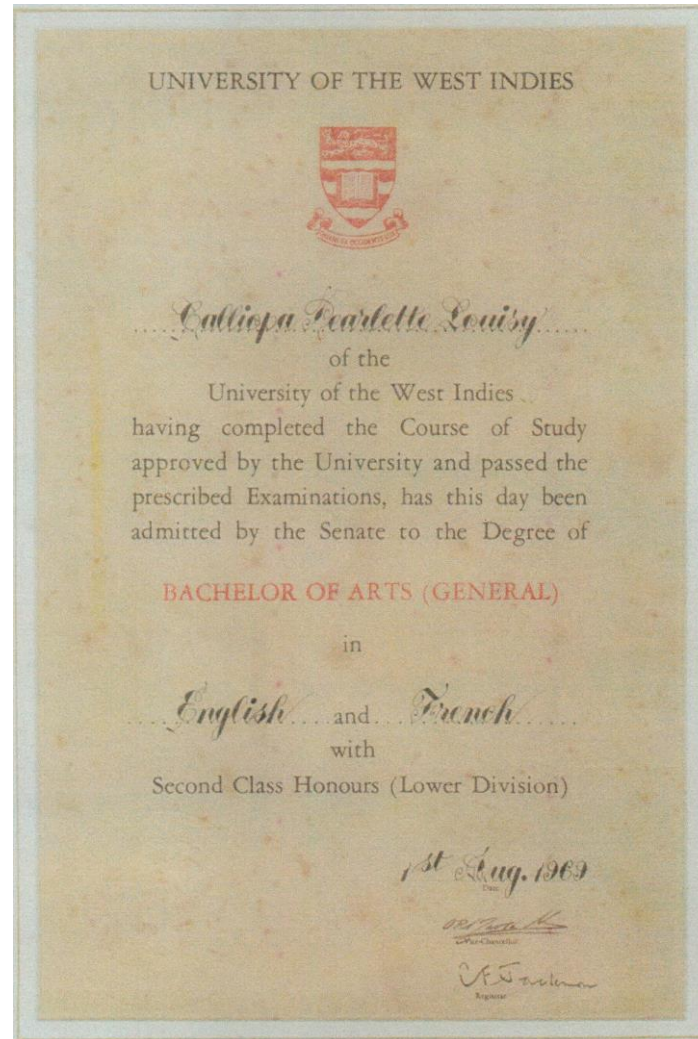 UNIVERSITY OF THE WEST INDIES
Calliopa Pearlette Louisy
of the
University of the West Indies
having completed the Course of Study
approved by the University and passed the
prescribed Examinations, has this day been
admitted by the Senate to the Degree of
BACHELOR OF ARTS (GENERAL)
in
English and French
with
Second Class Honours (Lower Division)
1st Aug. 1969
Date
Vice-Chancellor
Registrar